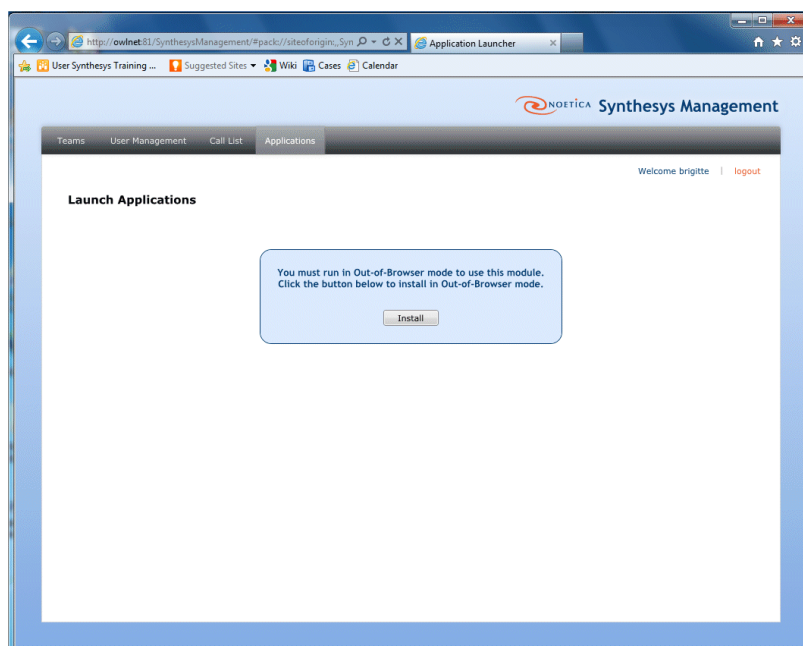 http://owlnet:81/SynthesysManagement/#pack://siteoforigin:,,Syn
Application Launcher
User Synthesys Training ... Suggested Sites Wiki Cases Calendar
NOETICA Synthesys Management
Teams User Management Call List Applications
Welcome brigitte | logout
Launch Applications
You must run in Out-of-Browser mode to use this module.
Click the button below to install in Out-of-Browser mode.
Install